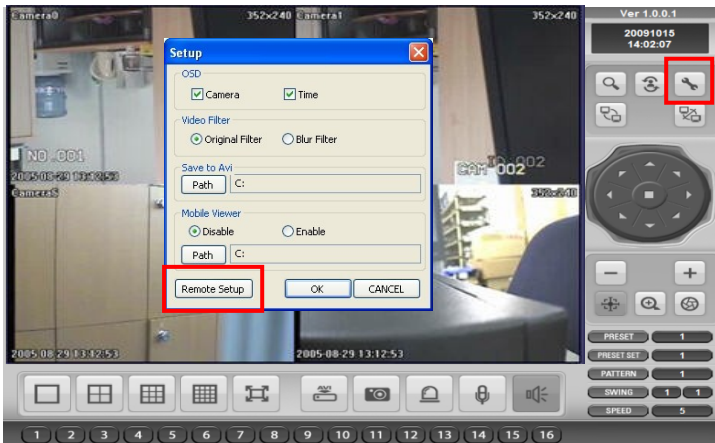 Camera0
352x240
Camera1
352x240
Ver 1.0.0.1
20091015
14:02:07
Setup
OSD
Camera
Time
Video Filter
Original Filter
Blur Filter
Save to Avi
Path
C:
Mobile Viewer
Disable
Enable
Path
C:
Remote Setup
OK
CANCEL
NO .001
2005-08-29 13:12:53
CAM 002
Camera5
352x240
2005-08-29 13:12:53
2005-08-29 13:12:53
PRESET 1
PRESET SET 1
PATTERN 1
SWING 1 1
SPEED 5
AVI
1 2 3 4 5 6 7 8 9 10 11 12 13 14 15 16